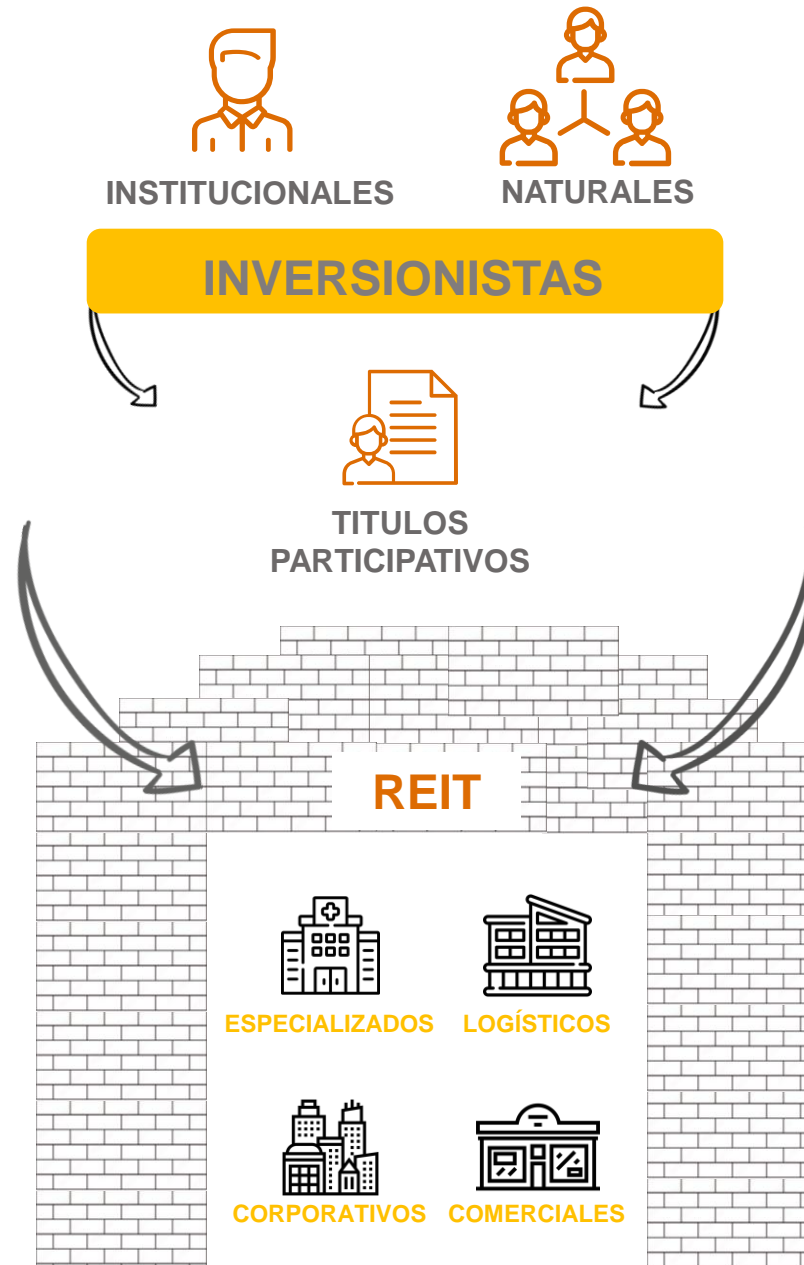 INSTITUCIONALES
NATURALES
INVERSIONISTAS
TITULOS
PARTICIPATIVOS
REIT
ESPECIALIZADOS
LOGÍSTICOS
CORPORATIVOS
COMERCIALES